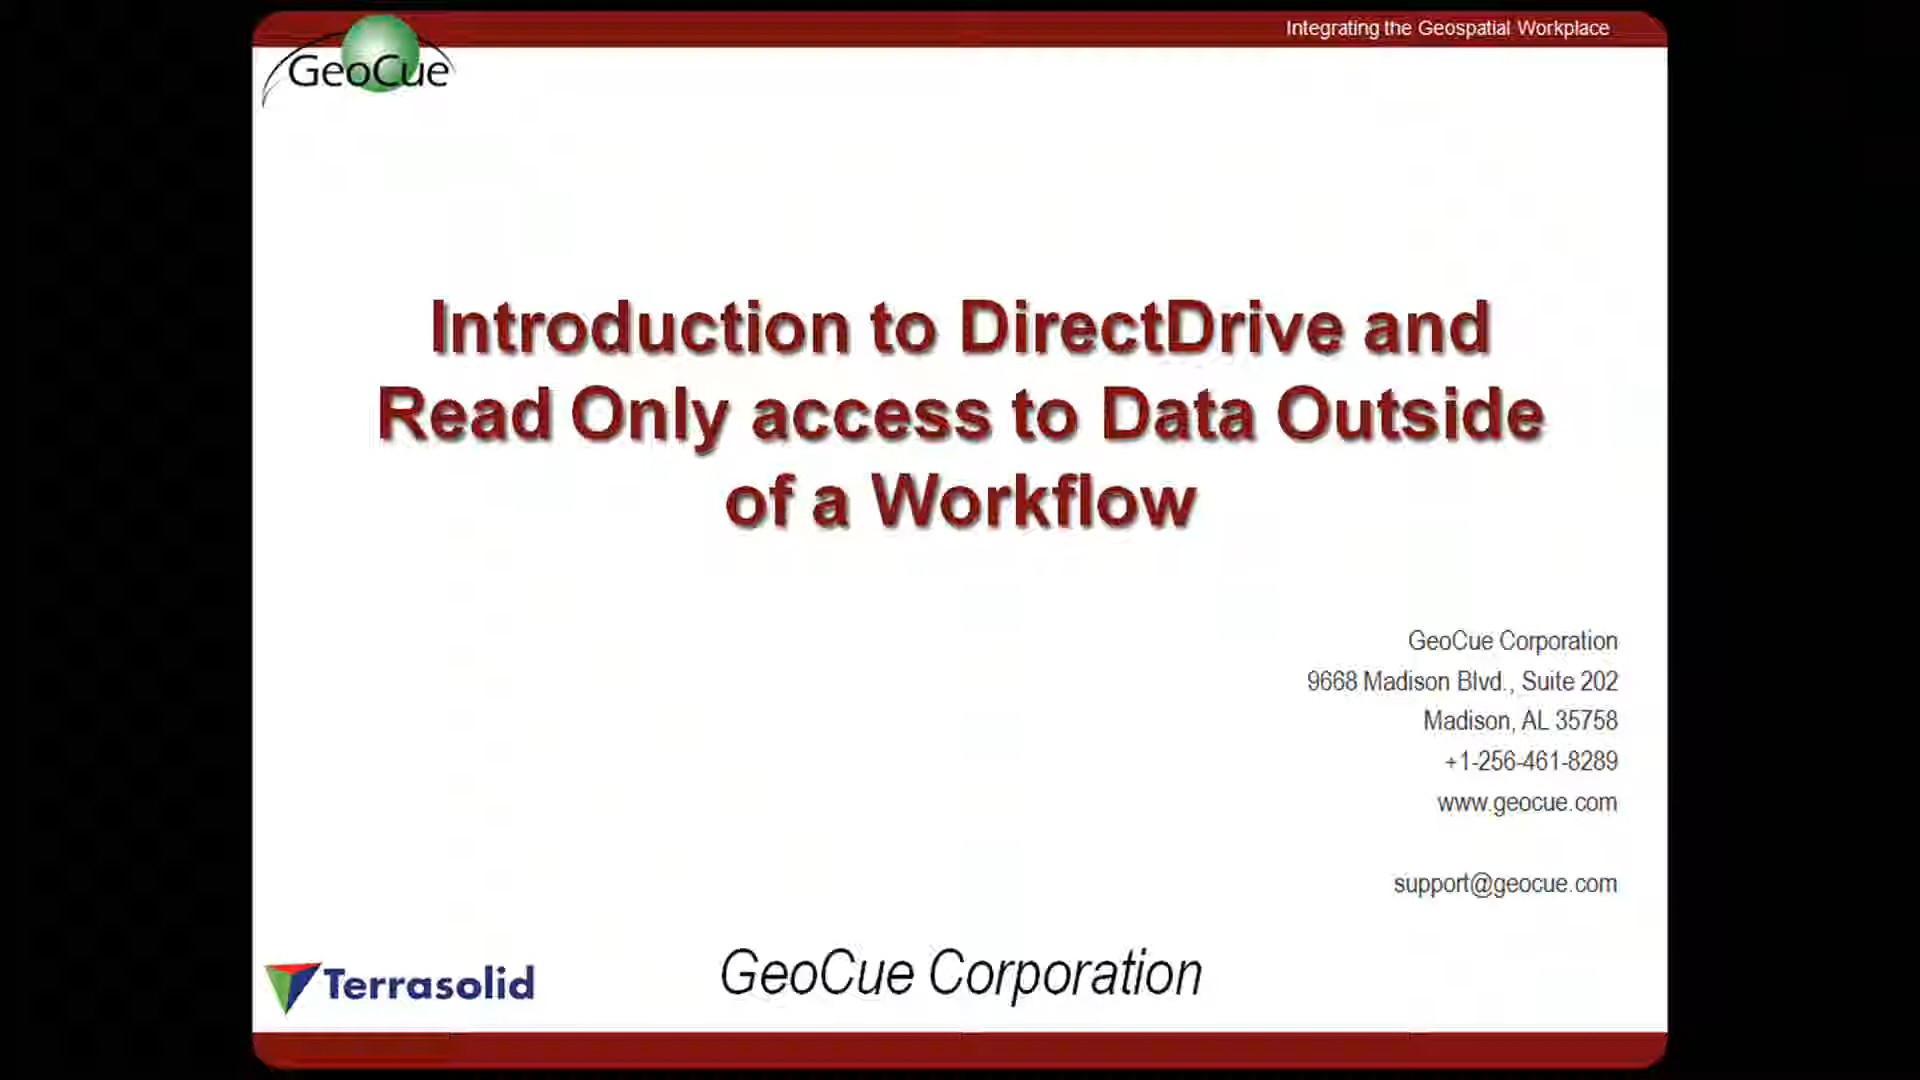 Integrating the Geospatial Workplace
GeoCue
Introduction to DirectDrive and
Read Only access to Data Outside
of a Workflow
GeoCue Corporation
9668 Madison Blvd., Suite 202
Madison, AL 35758
+1-256-461-8289
www.geocue.com
support@geocue.com
Terrasolid
GeoCue Corporation